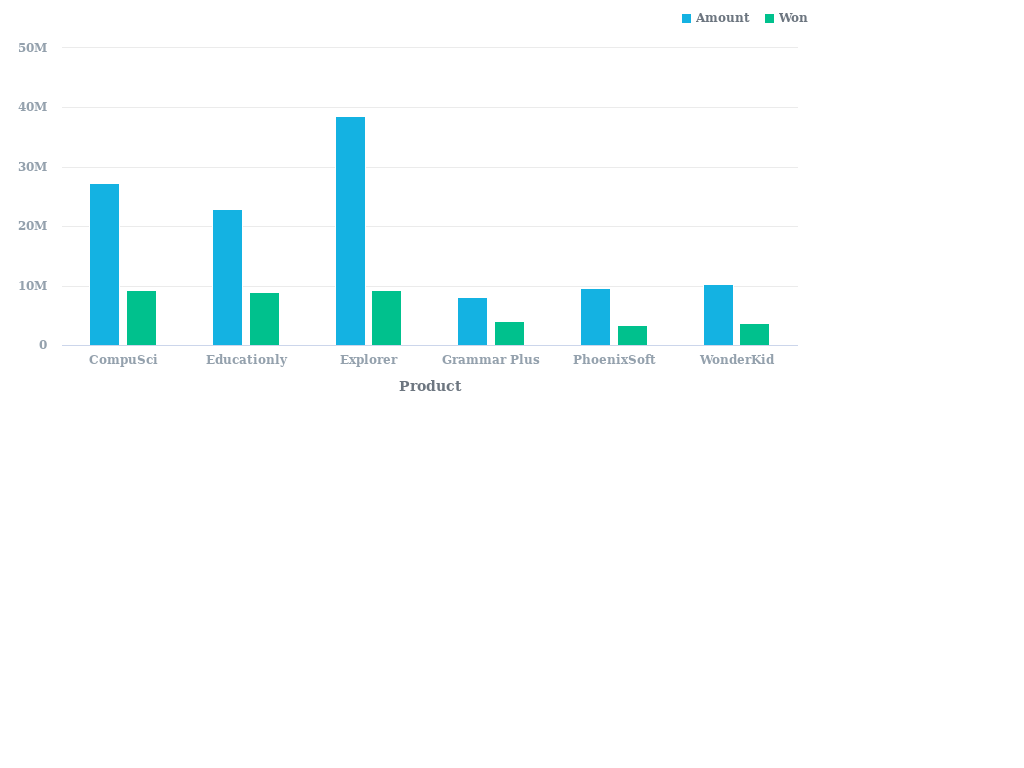 Amount Won
50M
40M
30M
20M
10M
0
CompuSci Educationly Explorer Grammar Plus PhoenixSoft WonderKid
Product